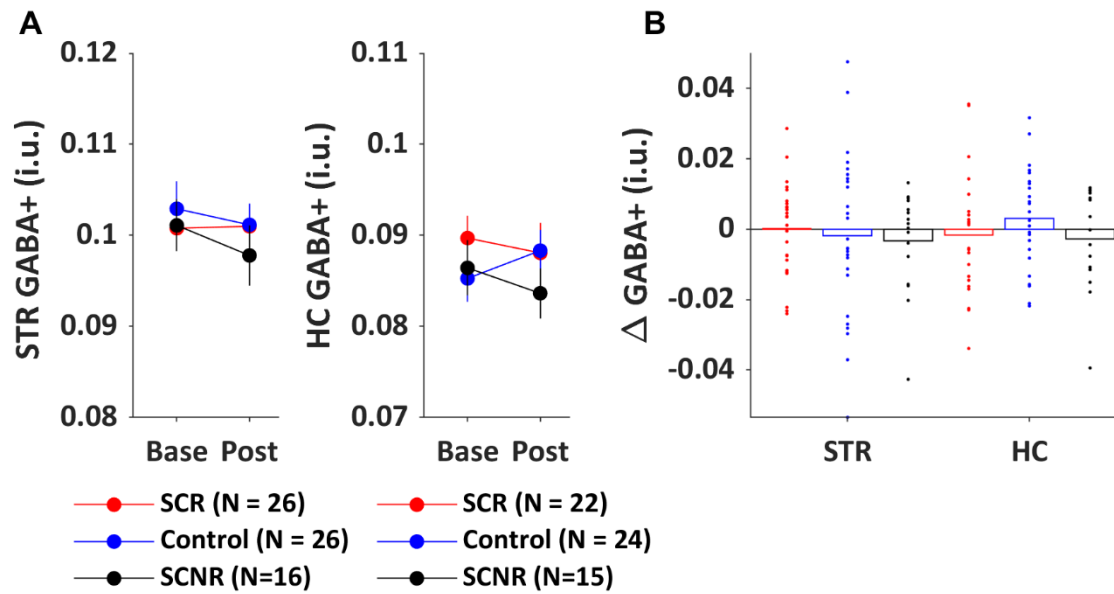 A
B
STR GABA+ (i.u.)
0.12
0.11
0.1
0.09
0.08
Base Post
HC GABA+ (i.u.)
0.11
0.1
0.09
0.08
0.07
Base Post
Δ GABA+ (i.u.)
0.04
0.02
0
-0.02
-0.04
STR HC
SCR (N = 26)
Control (N = 26)
SCNR (N=16)
SCR (N = 22)
Control (N = 24)
SCNR (N=15)